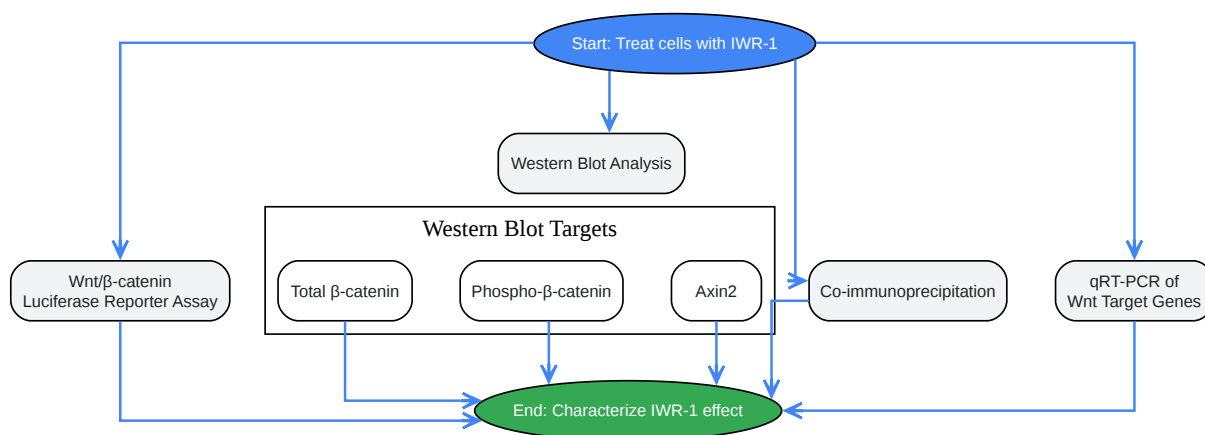 Start: Treat cells with IWR-1
Western Blot Analysis
Western Blot Targets
Wnt/β-catenin
Luciferase Reporter Assay
Total β-catenin
Phospho-β-catenin
Axin2
Co-immunoprecipitation
qRT-PCR of
Wnt Target Genes
End: Characterize IWR-1 effect